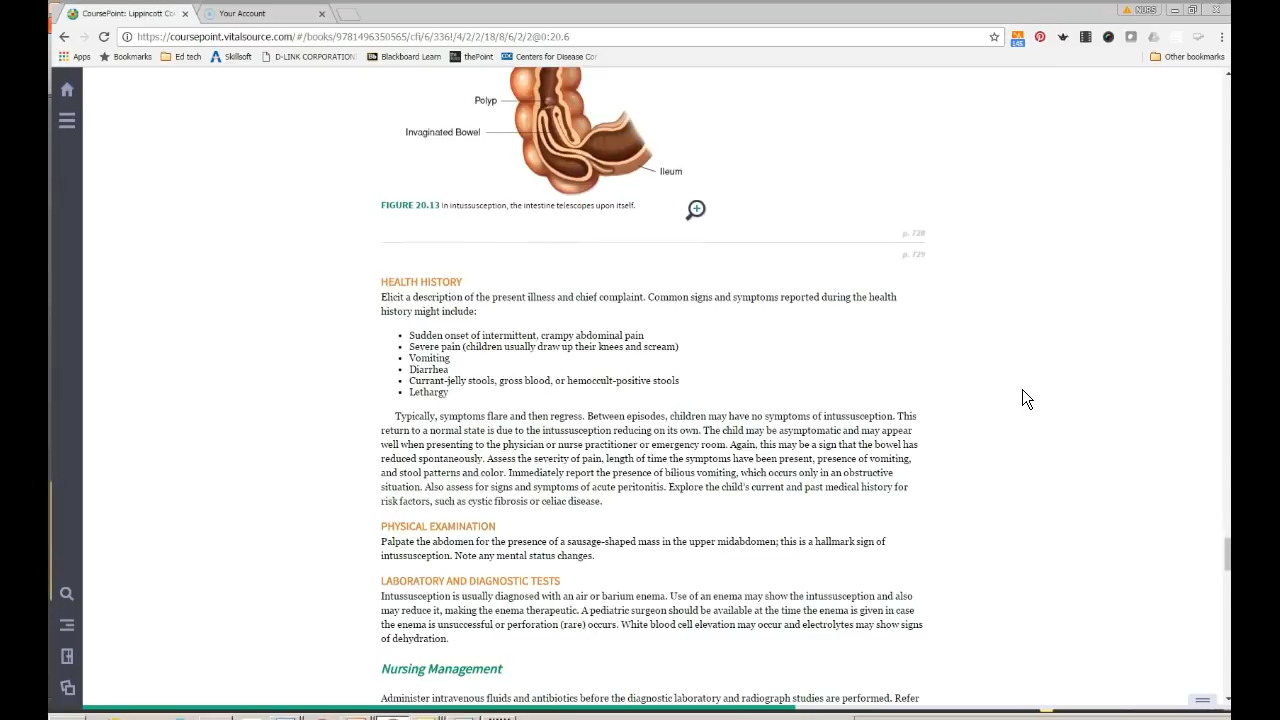 CoursePoint: Lippincott Co
Your Account
NURS
https://coursepoint.vitalsource.com/#/books/9781496350565/cfi/6/336!/4/2/2/18/8/6/2/2@0:20.6
145
Apps
Bookmarks
Ed tech
Skillsoft
D-LINK CORPORATION
Bb Blackboard Learn
thePoint
Centers for Disease Cor
Other bookmarks
Polyp
Invaginated Bowel
Ileum
FIGURE 20.13 In intussusception, the intestine telescopes upon itself.
p. 728
p. 729
HEALTH HISTORY
Elicit a description of the present illness and chief complaint. Common signs and symptoms reported during the health
history might include:
• Sudden onset of intermittent, crampy abdominal pain
• Severe pain (children usually draw up their knees and scream)
• Vomiting
• Diarrhea
• Currant-jelly stools, gross blood, or hemoccult-positive stools
• Lethargy
Typically, symptoms flare and then regress. Between episodes, children may have no symptoms of intussusception. This
return to a normal state is due to the intussusception reducing on its own. The child may be asymptomatic and may appear
well when presenting to the physician or nurse practitioner or emergency room. Again, this may be a sign that the bowel has
reduced spontaneously. Assess the severity of pain, length of time the symptoms have been present, presence of vomiting,
and stool patterns and color. Immediately report the presence of bilious vomiting, which occurs only in an obstructive
situation. Also assess for signs and symptoms of acute peritonitis. Explore the child's current and past medical history for
risk factors, such as cystic fibrosis or celiac disease.
PHYSICAL EXAMINATION
Palpate the abdomen for the presence of a sausage-shaped mass in the upper midabdomen; this is a hallmark sign of
intussusception. Note any mental status changes.
LABORATORY AND DIAGNOSTIC TESTS
Intussusception is usually diagnosed with an air or barium enema. Use of an enema may show the intussusception and also
may reduce it, making the enema therapeutic. A pediatric surgeon should be available at the time the enema is given in case
the enema is unsuccessful or perforation (rare) occurs. White blood cell elevation may occur and electrolytes may show signs
of dehydration.
Nursing Management
Administer intravenous fluids and antibiotics before the diagnostic laboratory and radiograph studies are performed. Refer